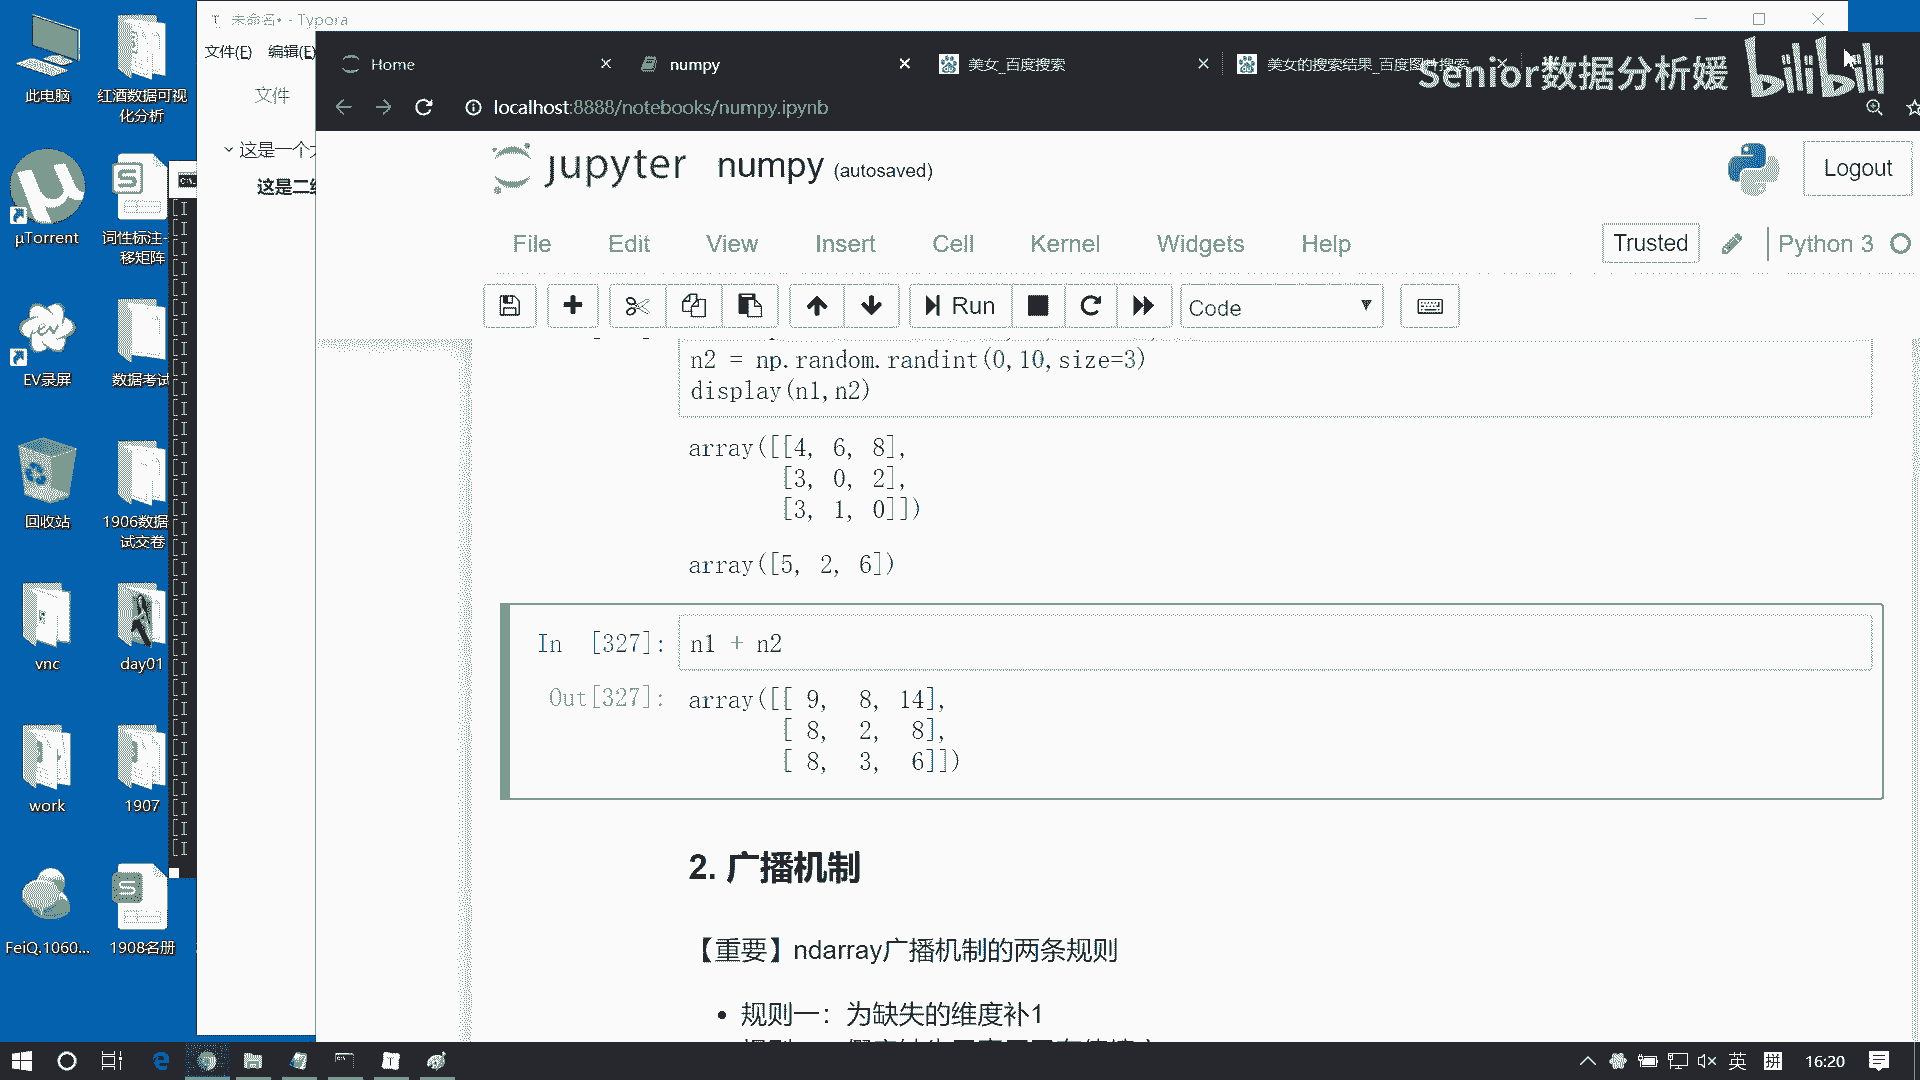 未命名• - Typora
文件(E) 编辑(E)
文件
这是一个
这是二
此电脑
红酒数据可视
化分析
µTorrent
词性标注-
移矩阵
EV录屏
数据考试
回收站
1906数据
试交卷
vnc
day01
work
1907
FeiQ.1060...
1908名册
Home
numpy
美女_百度搜索
美女的搜索结果_百度图片搜索
Senior数据分析媛 bilibili
localhost:8888/notebooks/numpy.ipynb
jupyter numpy (autosaved)
Logout
File Edit View Insert Cell Kernel Widgets Help
Trusted Python 3
Run Code
n2 = np.random.randint(0,10,size=3)
display(n1,n2)
array([[4, 6, 8],
[3, 0, 2],
[3, 1, 0]])
array([5, 2, 6])
In [327]: n1 + n2
Out[327]: array([[ 9, 8, 14],
[ 8, 2, 8],
[ 8, 3, 6]])
2. 广播机制
【重要】ndarray广播机制的两条规则
• 规则一：为缺失的维度补1
英 拼 16:20